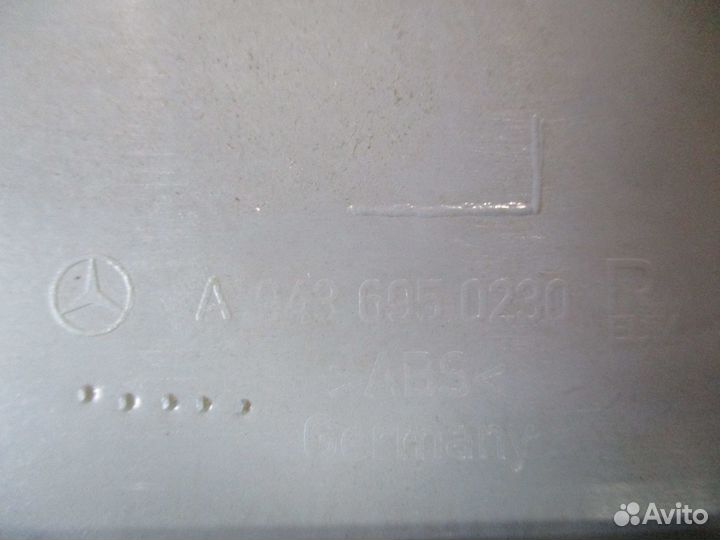 A 943 695 0230 R
>ABS<
Germany
Avito